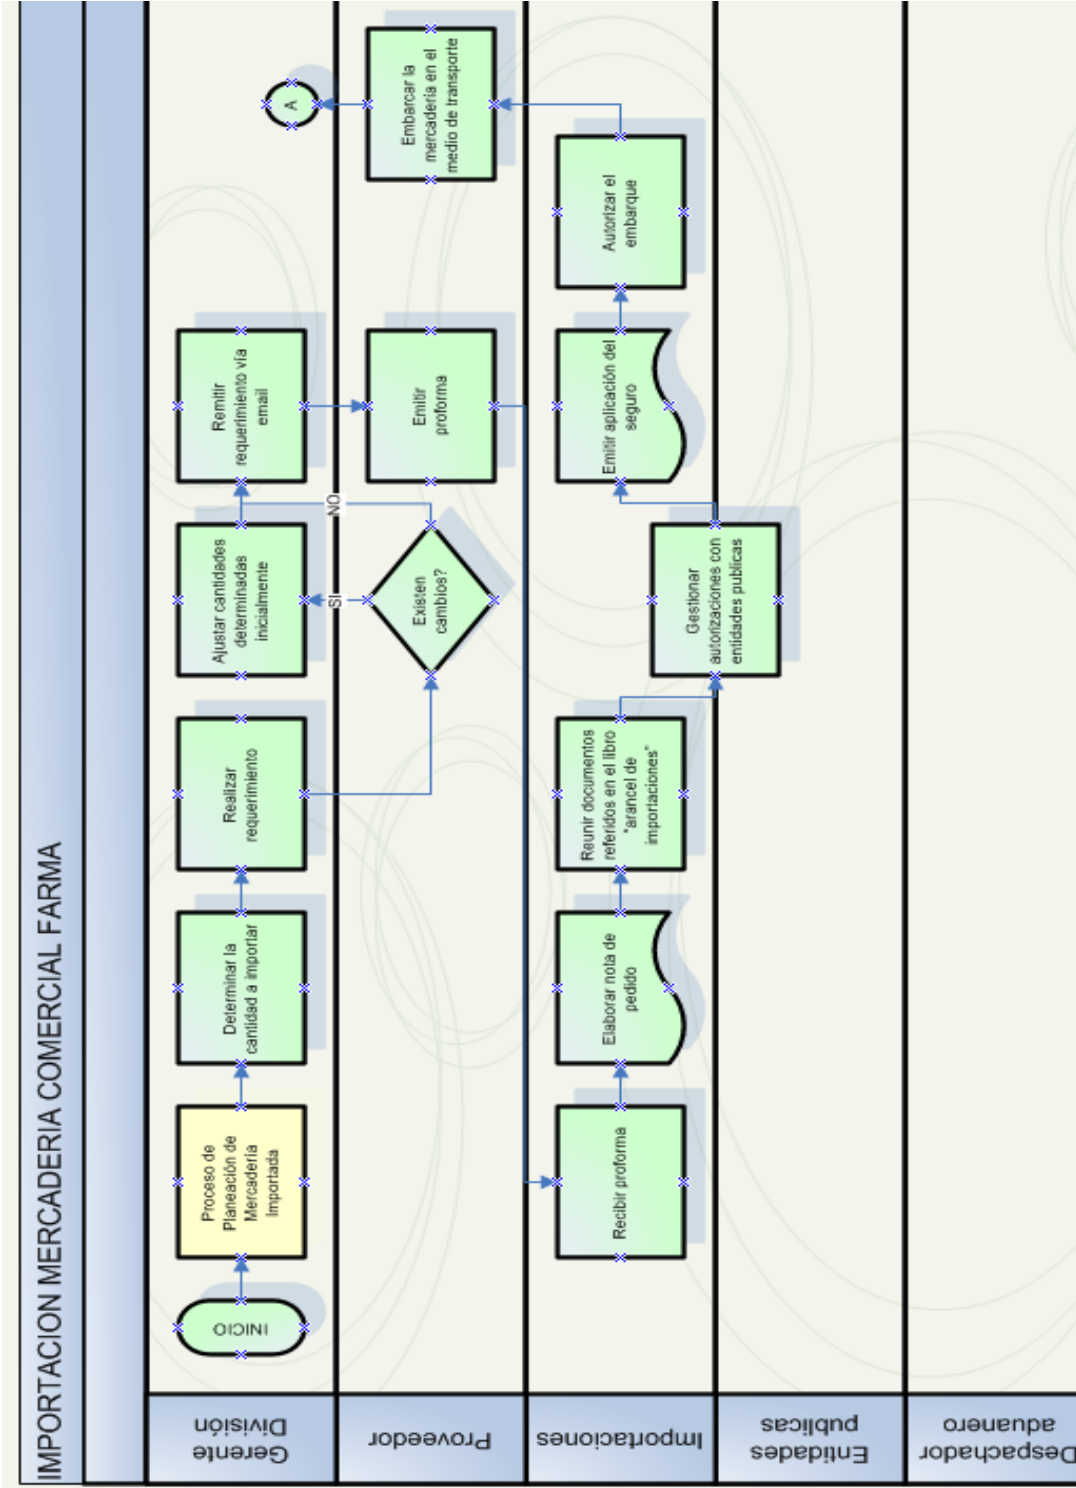 IMPORTACION MERCADERIA COMERCIAL FARMA
Gerente
División
INICIO
Proceso de
Planeación de
Mercadería
Importada
Determinar la
cantidad a importar
Realizar
requerimiento
Ajustar cantidades
determinadas
inicialmente
Remitir
requerimiento vía
email
A
Proveedor
Existen
cambios?
SI
NO
Emitir
proforma
Embarcar la
mercadería en el
medio de transporte
Importaciones
Recibir proforma
Elaborar nota de
pedido
Reunir documentos
referidos en el libro
"arancel de
importaciones"
Gestionar
autorizaciones con
entidades publicas
Emitir aplicación del
seguro
Autorizar el
embarque
Entidades
publicas
Despachador
aduanero